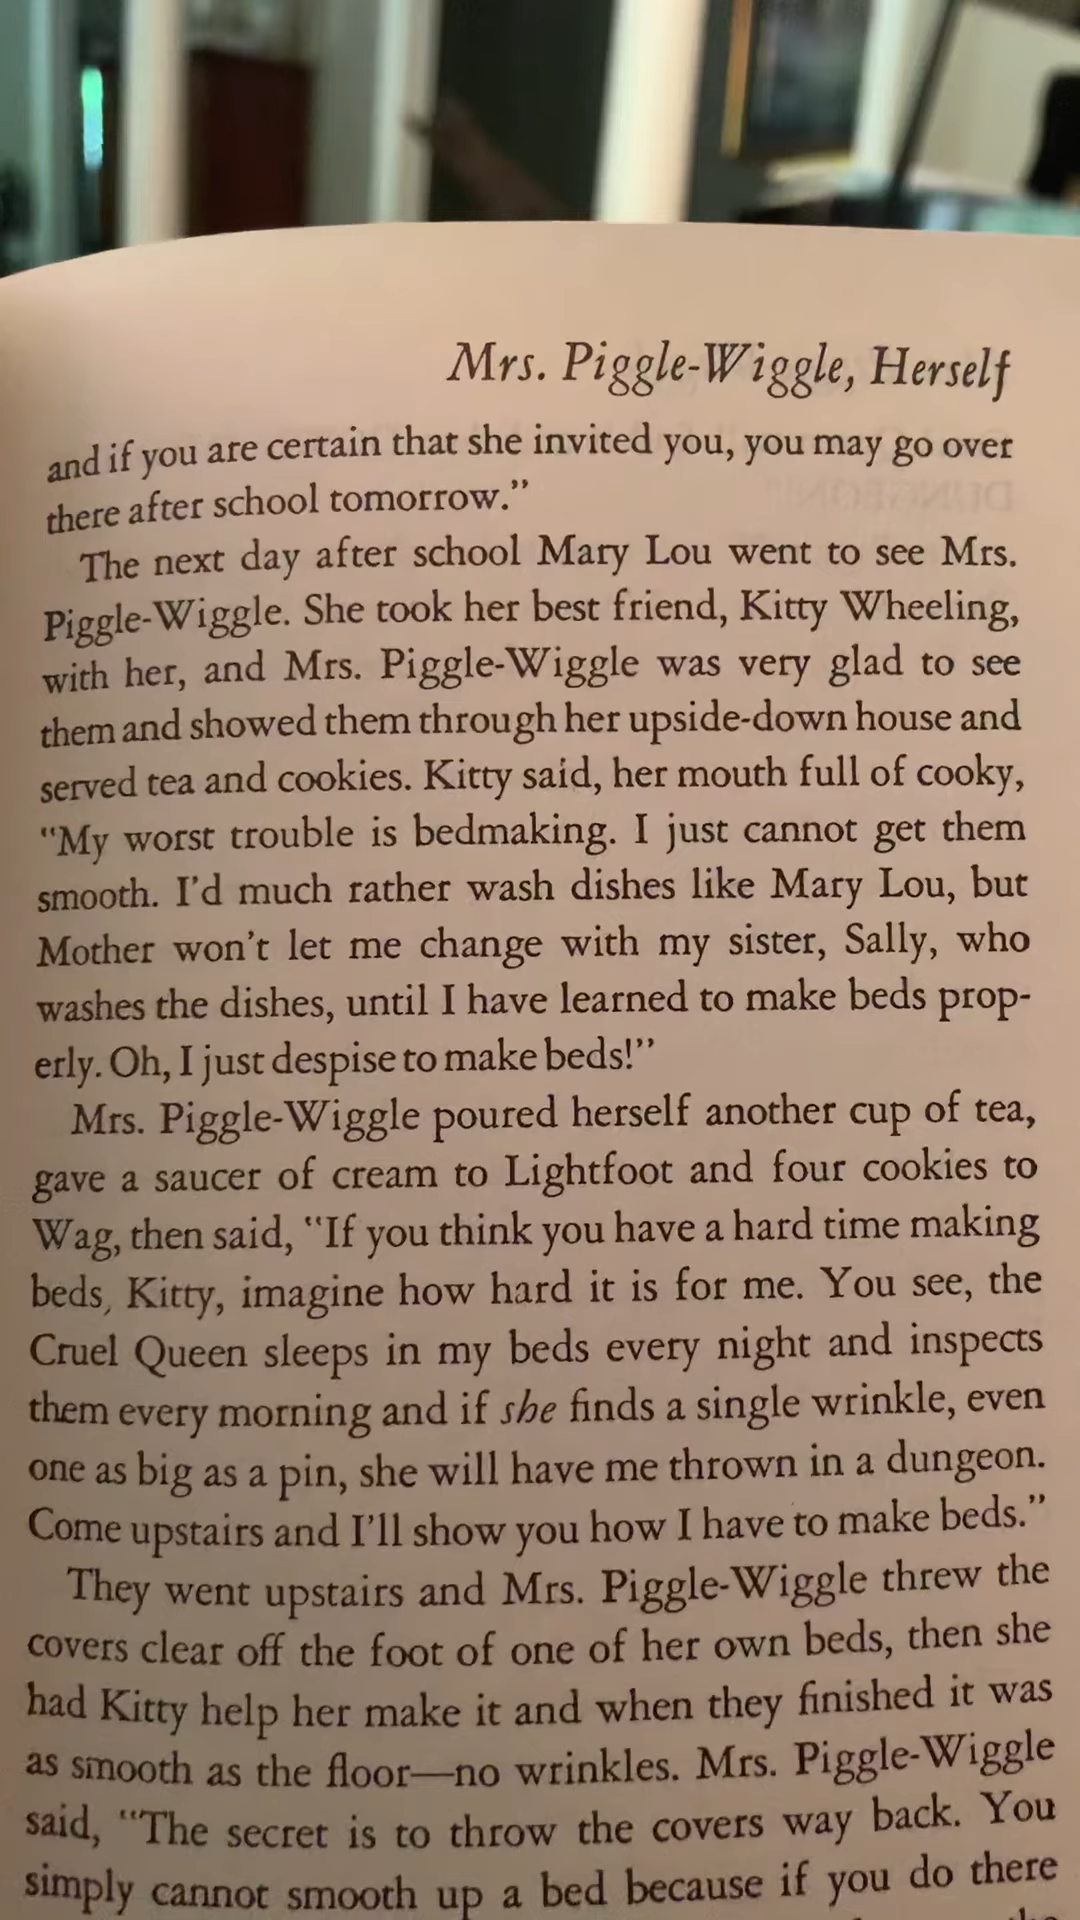 Mrs. Piggle-Wiggle, Herself
and if you are certain that she invited you, you may go over
there after school tomorrow.”
The next day after school Mary Lou went to see Mrs.
Piggle-Wiggle. She took her best friend, Kitty Wheeling,
with her, and Mrs. Piggle-Wiggle was very glad to see
them and showed them through her upside-down house and
served tea and cookies. Kitty said, her mouth full of cooky,
“My worst trouble is bedmaking. I just cannot get them
smooth. I’d much rather wash dishes like Mary Lou, but
Mother won’t let me change with my sister, Sally, who
washes the dishes, until I have learned to make beds prop-
erly. Oh, I just despise to make beds!”
Mrs. Piggle-Wiggle poured herself another cup of tea,
gave a saucer of cream to Lightfoot and four cookies to
Wag, then said, “If you think you have a hard time making
beds, Kitty, imagine how hard it is for me. You see, the
Cruel Queen sleeps in my beds every night and inspects
them every morning and if she finds a single wrinkle, even
one as big as a pin, she will have me thrown in a dungeon.
Come upstairs and I’ll show you how I have to make beds.”
They went upstairs and Mrs. Piggle-Wiggle threw the
covers clear off the foot of one of her own beds, then she
had Kitty help her make it and when they finished it was
as smooth as the floor—no wrinkles. Mrs. Piggle-Wiggle
said, “The secret is to throw the covers way back. You
simply cannot smooth up a bed because if you do there